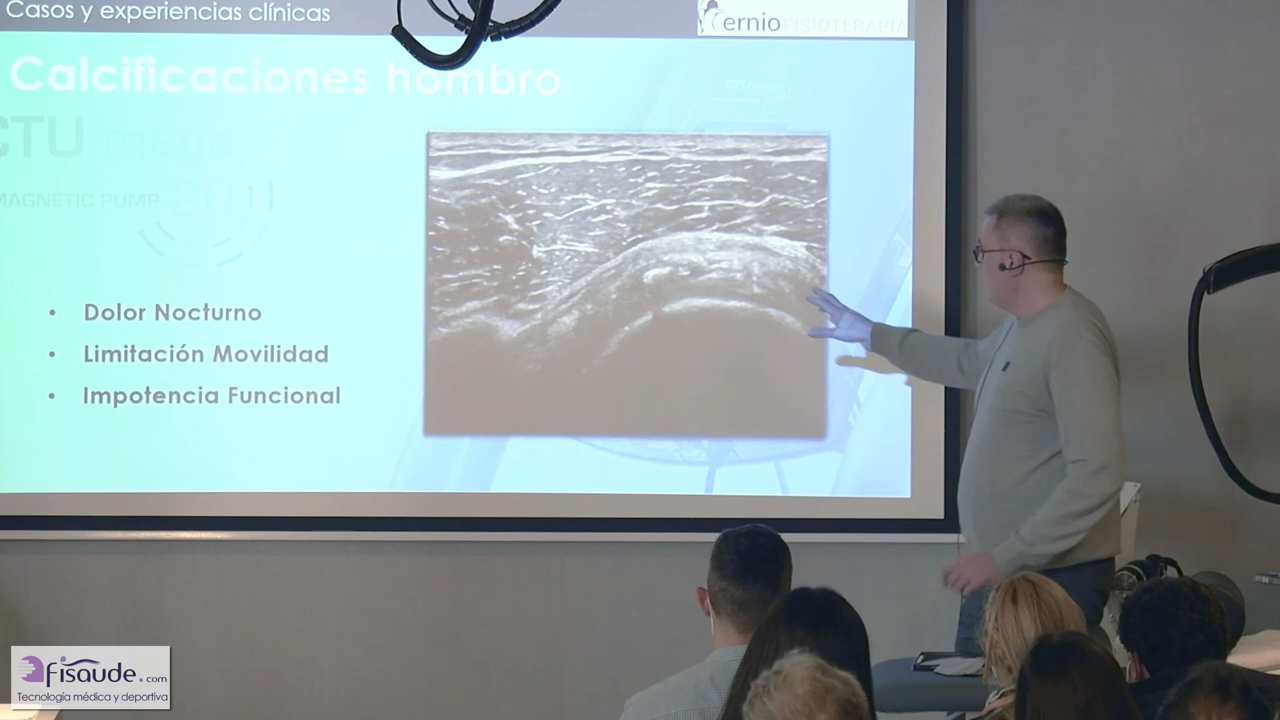 Casos y experiencias clínicas
ernio FISIOTERAPIA
Calcificaciones hombro
CTU
MAGNETIC PUMP
• Dolor Nocturno
• Limitación Movilidad
• Impotencia Funcional
fisaude.com
Tecnología médica y deportiva